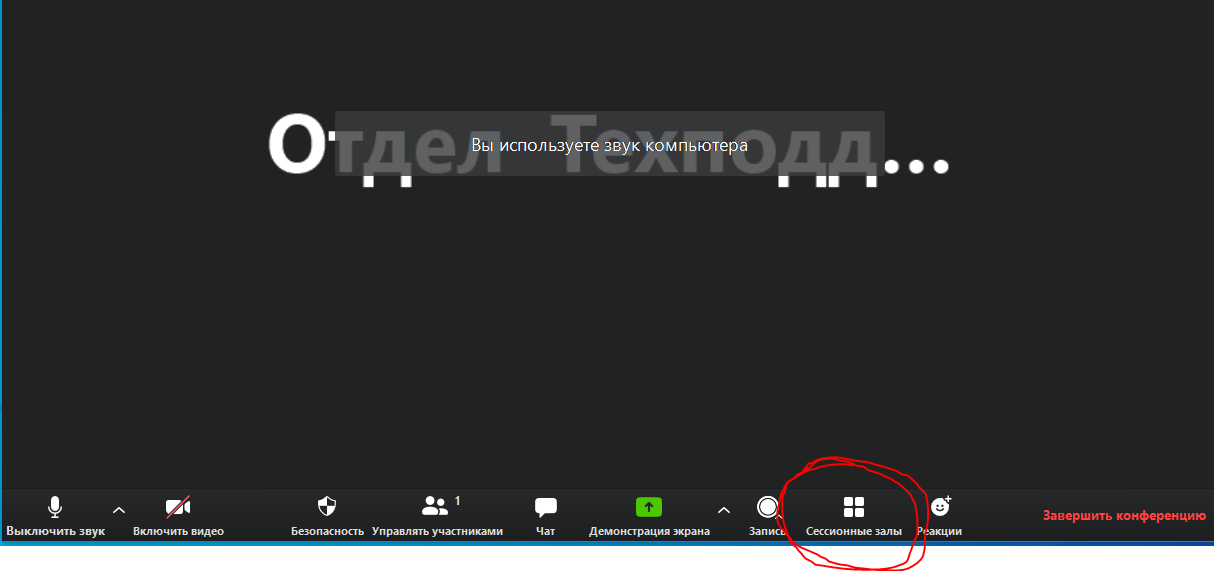 Отдел Техподд...
Вы используете звук компьютера
1
Выключить звук
Включить видео
Безопасность
Управлять участниками
Чат
Демонстрация экрана
Запись
Сессионные залы
Реакции
Завершить конференцию